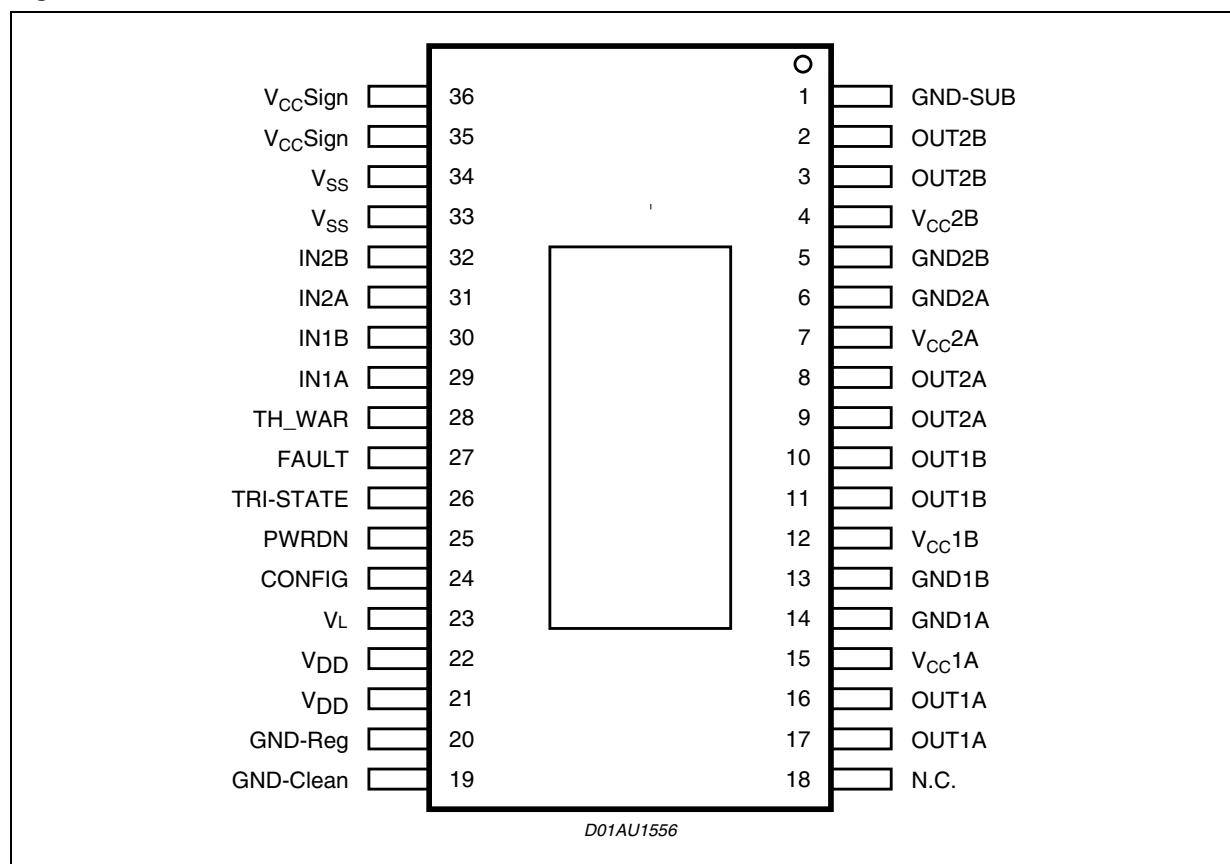 VCCSign 36 1 GND-SUB
VCCSign 35 2 OUT2B
VSS 34 3 OUT2B
VSS 33 4 VCC2B
IN2B 32 5 GND2B
IN2A 31 6 GND2A
IN1B 30 7 VCC2A
IN1A 29 8 OUT2A
TH_WAR 28 9 OUT2A
FAULT 27 10 OUT1B
TRI-STATE 26 11 OUT1B
PWRDN 25 12 VCC1B
CONFIG 24 13 GND1B
VL 23 14 GND1A
VDD 22 15 VCC1A
VDD 21 16 OUT1A
GND-Reg 20 17 OUT1A
GND-Clean 19 18 N.C.
D01AU1556